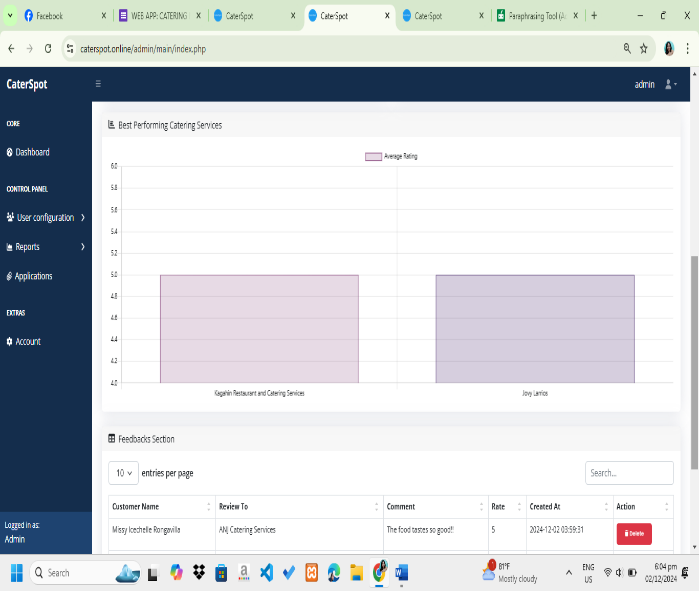 Facebook
WEB APP: CATERING
CaterSpot
CaterSpot
CaterSpot
Paraphrasing Tool (A
caterspot.online/admin/main/index.php
CaterSpot
admin
CORE
Dashboard
CONTROL PANEL
User configuration
Reports
Applications
EXTRAS
Account
Logged in as:
Admin
Best Performing Catering Services
Average Rating
6.0
5.8
5.6
5.4
5.2
5.0
4.8
4.6
4.4
4.2
4.0
Kagahin Restaurant and Catering Services
Jovy Larrios
Feedbacks Section
10 entries per page
Search...
Customer Name Review To Comment Rate Created At Action
Missy Icechelle Rongavilla ANJ Catering Services The food tastes so good!! 5 2024-12-02 03:59:31 Delete
Search
81°F
Mostly cloudy
ENG
US
6:04 pm
02/12/2024